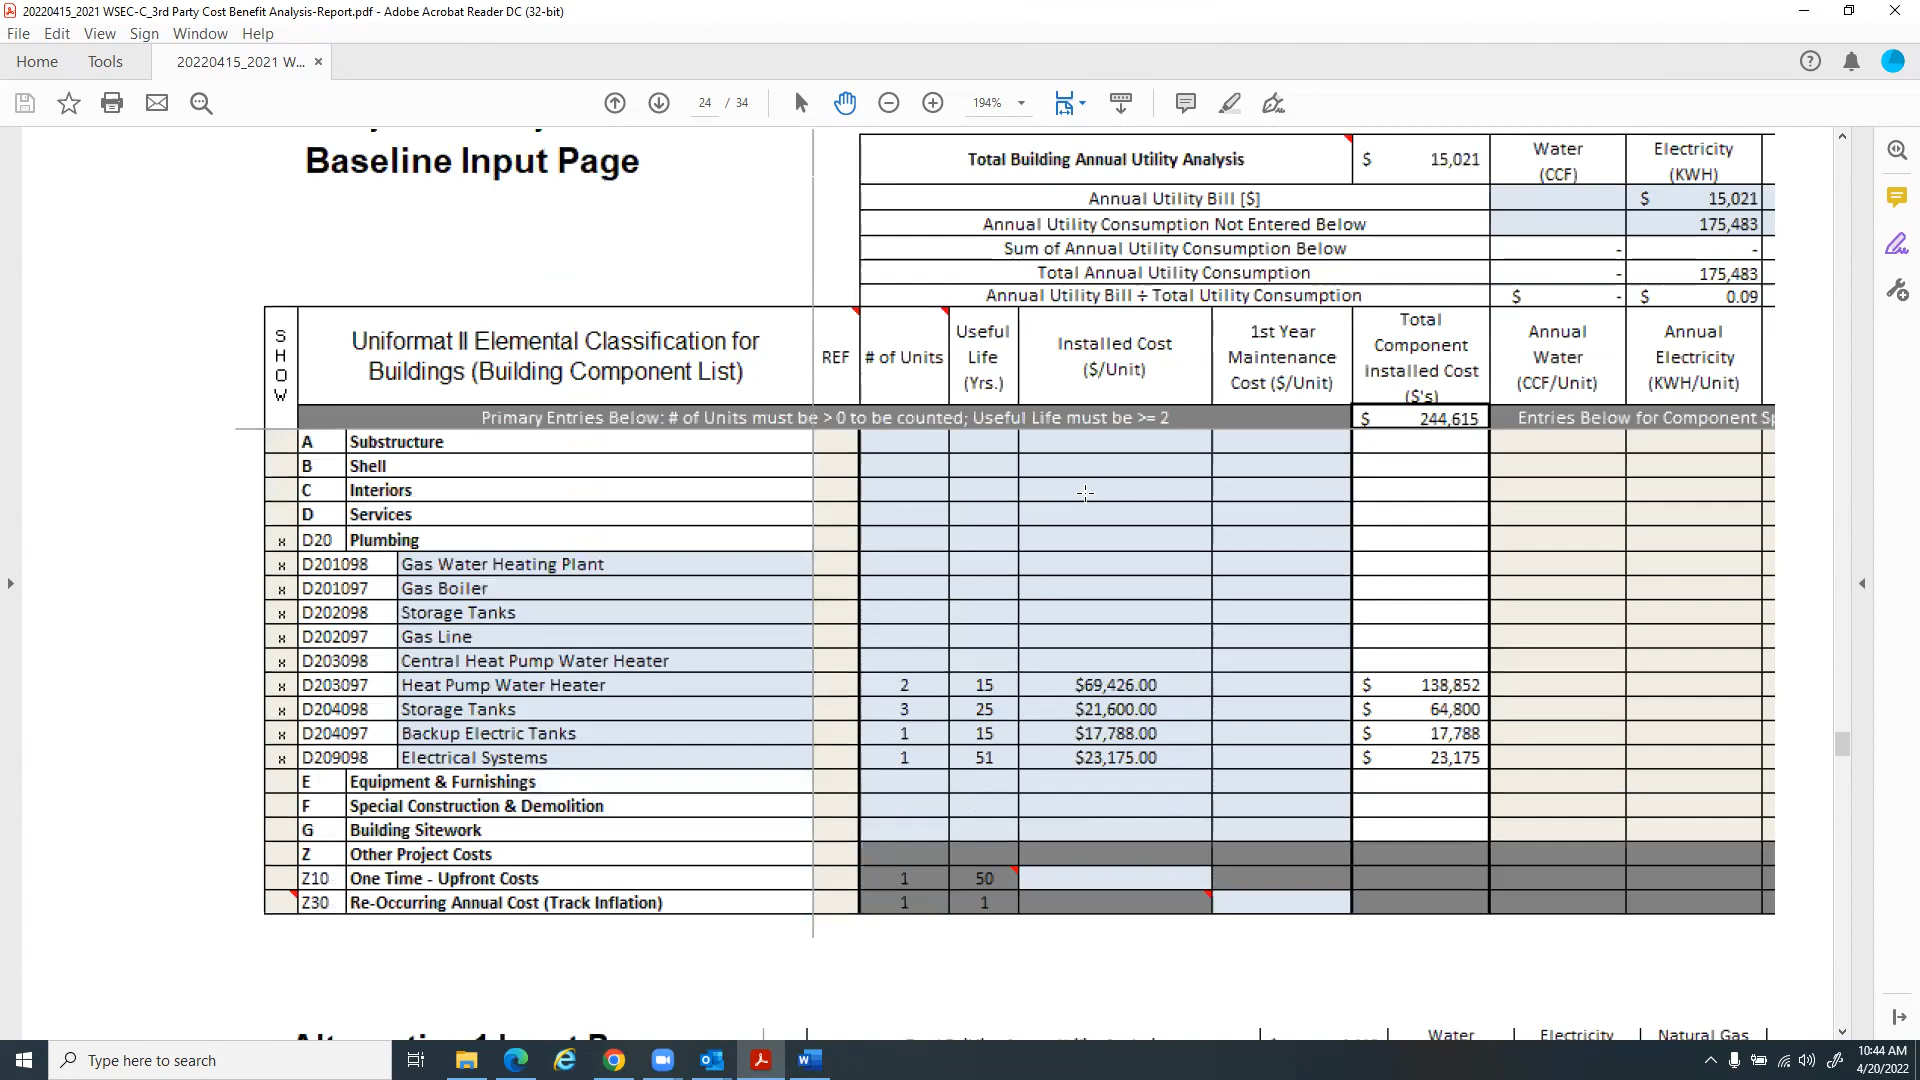 20220415_2021 WSEC-C_3rd Party Cost Benefit Analysis-Report.pdf - Adobe Acrobat Reader DC (32-bit)
File Edit View Sign Window Help
Home Tools 20220415_2021 W... ×
24 / 34 194%
Baseline Input Page
Total Building Annual Utility Analysis $ 15,021 Water (CCF) Electricity (KWH)
Annual Utility Bill [$] $ 15,021
Annual Utility Consumption Not Entered Below 175,483
Sum of Annual Utility Consumption Below - -
Total Annual Utility Consumption - 175,483
Annual Utility Bill ÷ Total Utility Consumption $ - $ 0.09
SHOW Uniformat II Elemental Classification for Buildings (Building Component List) REF # of Units Useful Life (Yrs.) Installed Cost ($/Unit) 1st Year Maintenance Cost ($/Unit) Total Component Installed Cost ($'s) Annual Water (CCF/Unit) Annual Electricity (KWH/Unit)
Primary Entries Below: # of Units must be > 0 to be counted; Useful Life must be >= 2 $ 244,615 Entries Below for Component
A Substructure
B Shell
C Interiors
D Services
x D20 Plumbing
x D201098 Gas Water Heating Plant
x D201097 Gas Boiler
x D202098 Storage Tanks
x D202097 Gas Line
x D203098 Central Heat Pump Water Heater
x D203097 Heat Pump Water Heater 2 15 $69,426.00 $ 138,852
x D204098 Storage Tanks 3 25 $21,600.00 $ 64,800
x D204097 Backup Electric Tanks 1 15 $17,788.00 $ 17,788
x D209098 Electrical Systems 1 51 $23,175.00 $ 23,175
E Equipment & Furnishings
F Special Construction & Demolition
G Building Sitework
Z Other Project Costs
Z10 One Time - Upfront Costs 1 50
Z30 Re-Occurring Annual Cost (Track Inflation) 1 1
Water Electricity Natural Gas
Type here to search
10:44 AM
4/20/2022